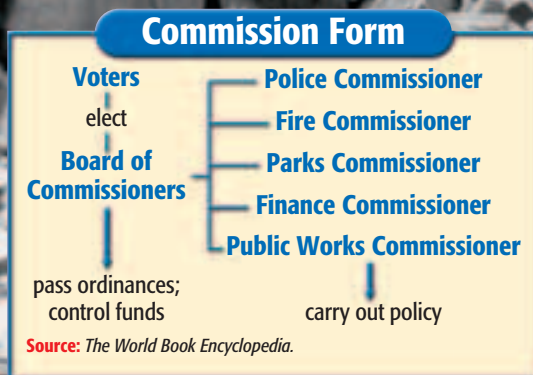 Commission Form
Voters
elect
Board of
Commissioners
pass ordinances;
control funds
Police Commissioner
Fire Commissioner
Parks Commissioner
Finance Commissioner
Public Works Commissioner
carry out policy
Source: The World Book Encyclopedia.